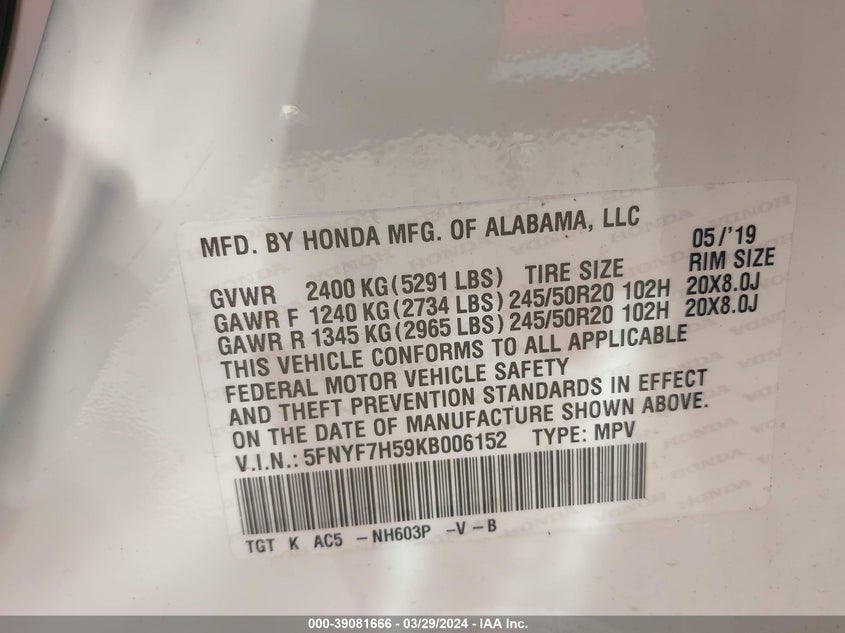 MFD. BY HONDA MFG. OF ALABAMA, LLC 05/'19
GVWR 2400 KG (5291 LBS) TIRE SIZE RIM SIZE
GAWR F 1240 KG (2734 LBS) 245/50R20 102H 20X8.0J
GAWR R 1345 KG (2965 LBS) 245/50R20 102H 20X8.0J
THIS VEHICLE CONFORMS TO ALL APPLICABLE
FEDERAL MOTOR VEHICLE SAFETY
AND THEFT PREVENTION STANDARDS IN EFFECT
ON THE DATE OF MANUFACTURE SHOWN ABOVE.
V.I.N.: 5FNYF7H59KB006152 TYPE: MPV
TGT K AC5 -NH603P -V-B
000-39081666 - 03/29/2024 - IAA Inc.